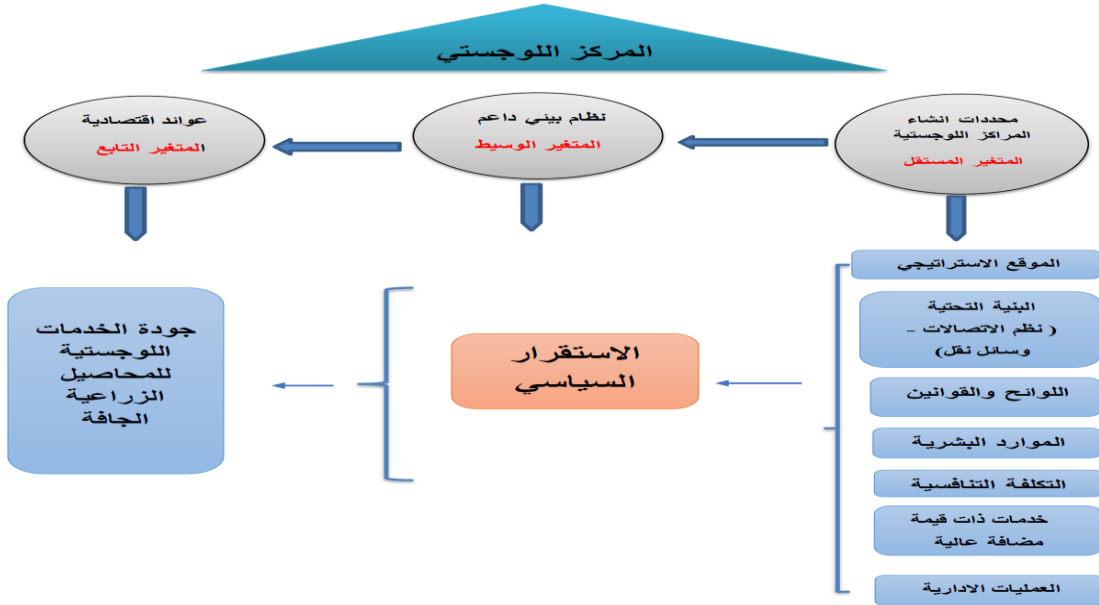 المركز اللوجستي
محددات انشاء
المراكز اللوجستية
المتغير المستقل
نظام بيني داعم
المتغير الوسيط
عوائد اقتصادية
المتغير التابع
الموقع الاستراتيجي
البنية التحتية
( نظم الاتصالات -
وسائل نقل)
اللوائح والقوانين
الموارد البشرية
التكلفة التنافسية
خدمات ذات قيمة
مضافة عالية
العمليات الادارية
الاستقرار
السياسي
جودة الخدمات
اللوجستية
للمحاصيل
الزراعية
الجافة